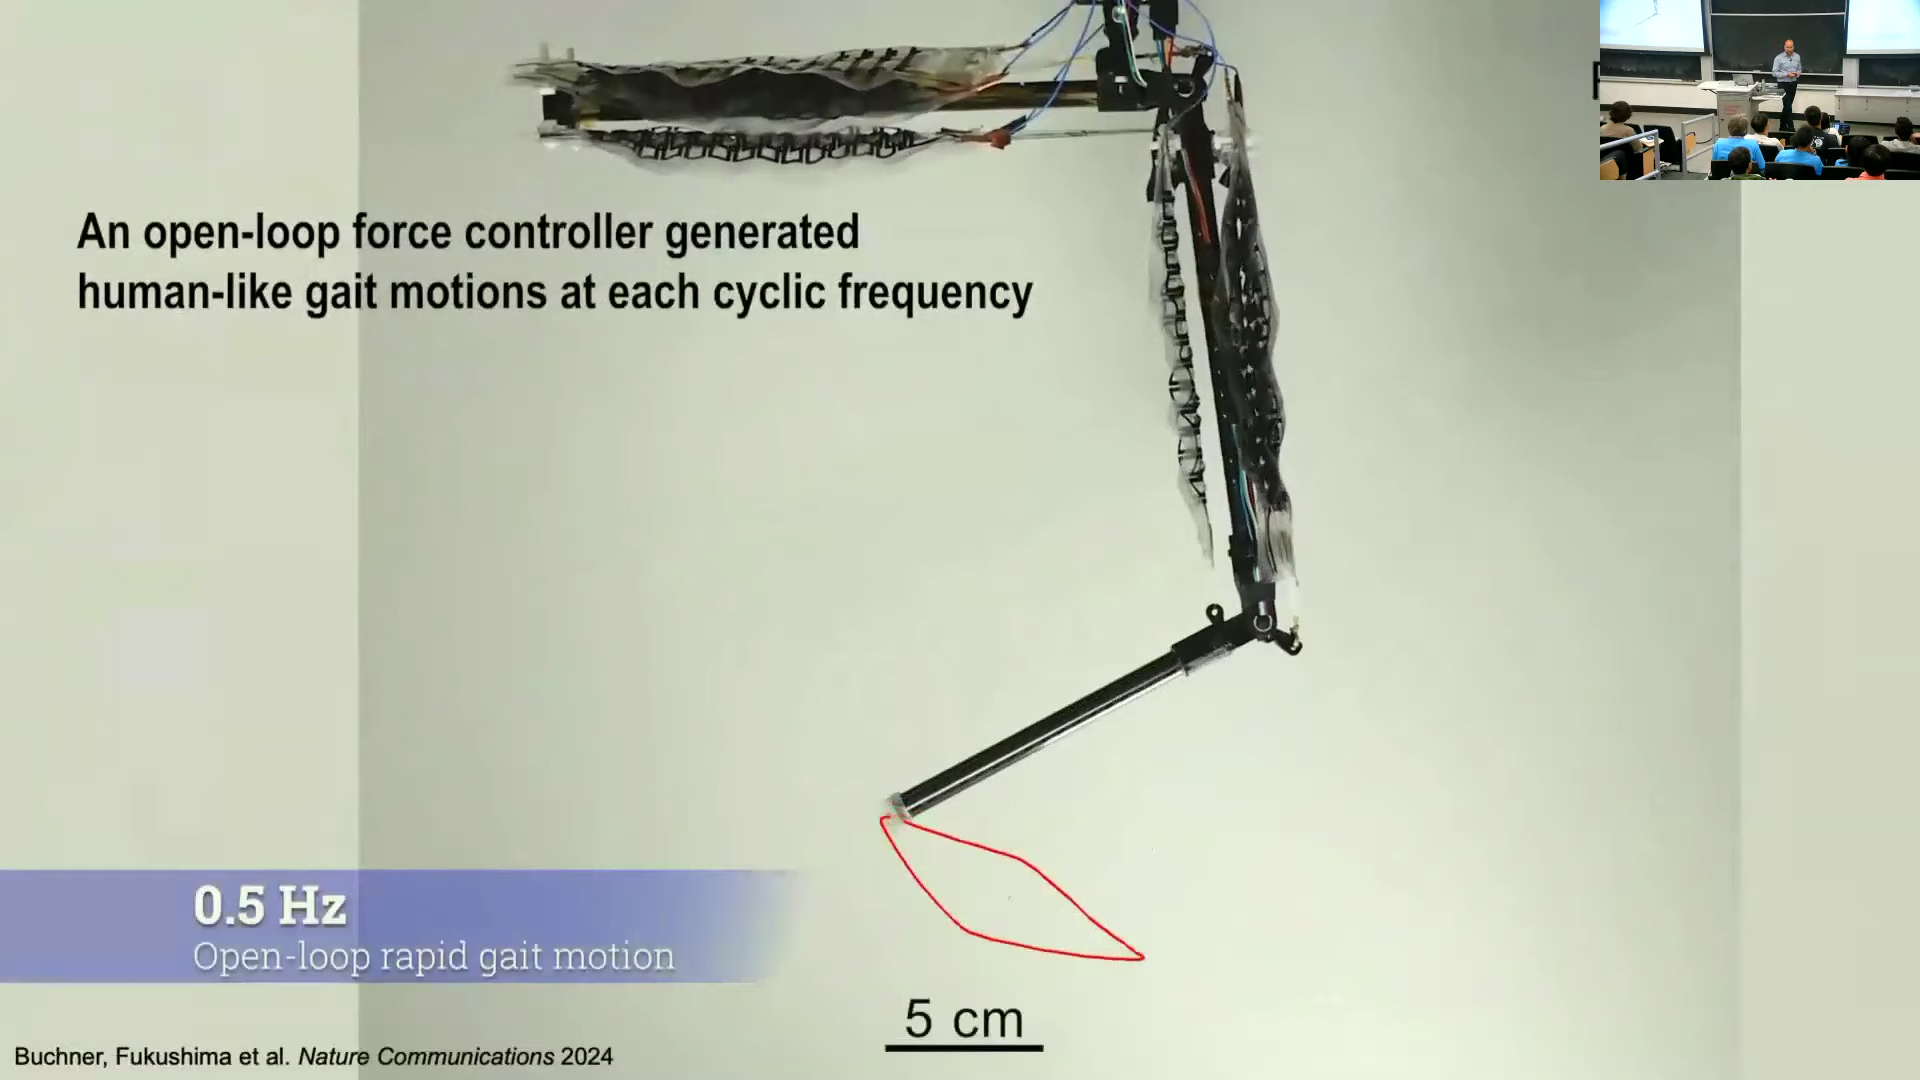 An open-loop force controller generated
human-like gait motions at each cyclic frequency
0.5 Hz
Open-loop rapid gait motion
5 cm
Buchner, Fukushima et al. Nature Communications 2024